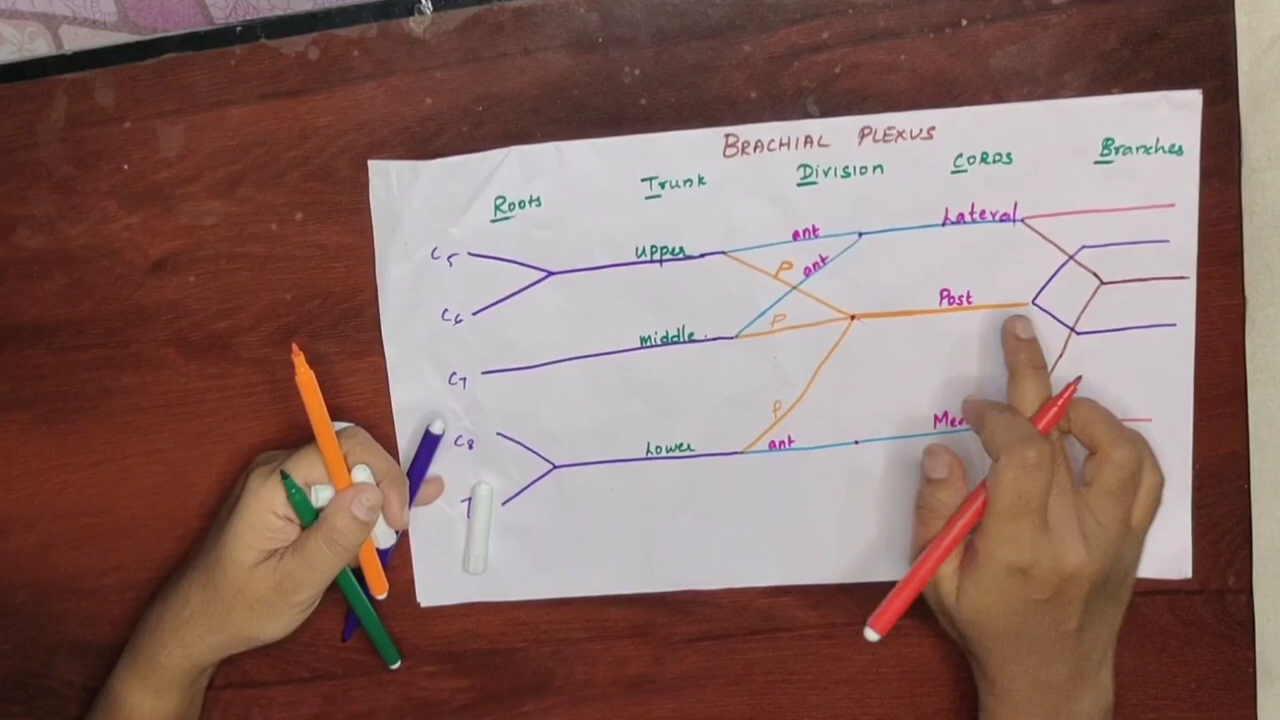 BRACHIAL PLEXUS
Roots Trunk Division CORDS Branches
C5 upper ant Lateral
P ant
C6 middle. P Post
C7
C8 Lower P ant